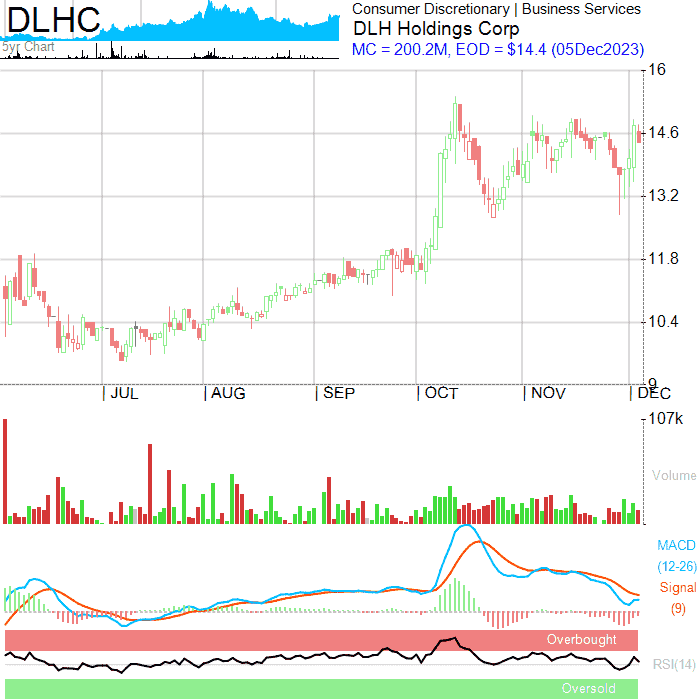 DLHC
5yr Chart
Consumer Discretionary | Business Services
DLH Holdings Corp
MC = 200.2M, EOD = $14.4 (05Dec2023)
16
14.6
13.2
11.8
10.4
9
| JUL | AUG | SEP | OCT | NOV | DEC
107k
Volume
MACD
(12-26)
Signal
(9)
Overbought
RSI(14)
Oversold